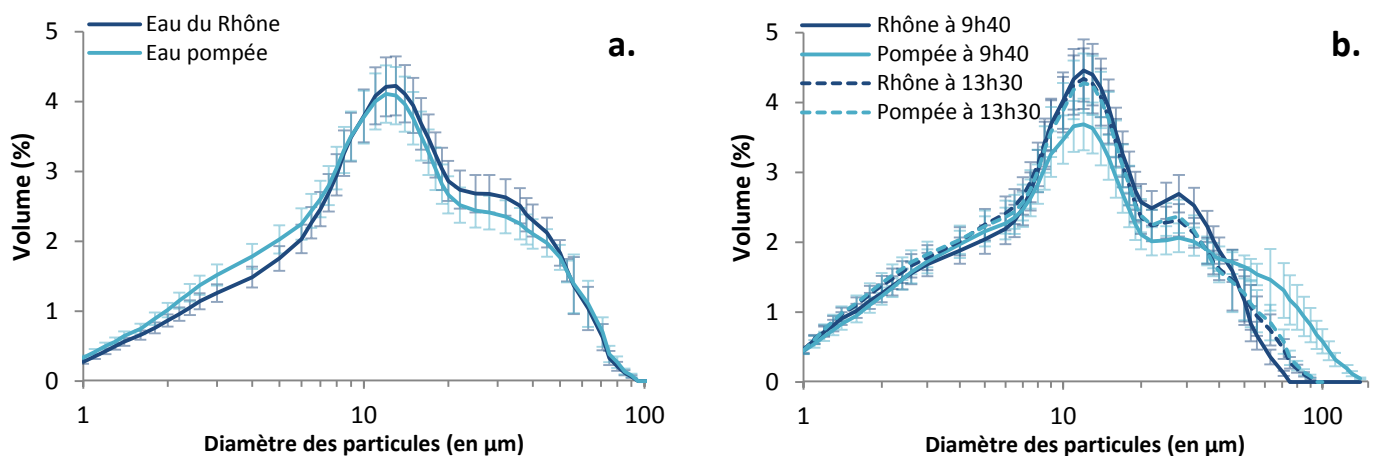 Eau du Rhône
Eau pompée
a.
5
4
3
2
1
0
Volume (%)
1
10
100
Diamètre des particules (en µm)
Rhône à 9h40
Pompée à 9h40
Rhône à 13h30
Pompée à 13h30
b.
5
4
3
2
1
0
Volume (%)
1
10
100
Diamètre des particules (en µm)